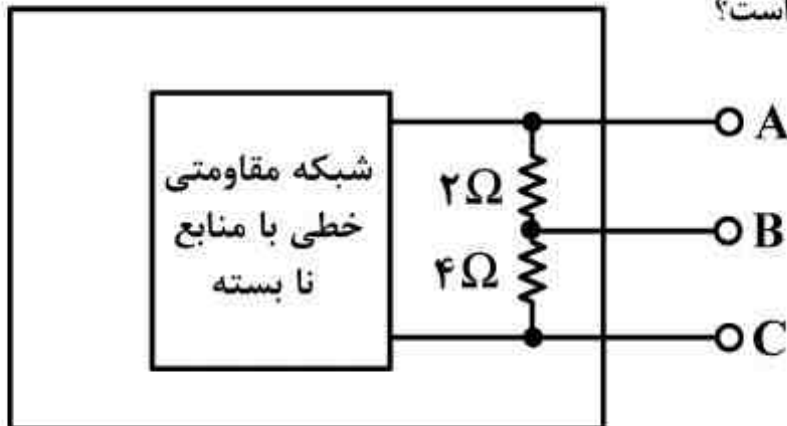 است؟
شبکه مقاومتی
خطی با منابع
نا بسته
۲Ω
۴Ω
A
B
C